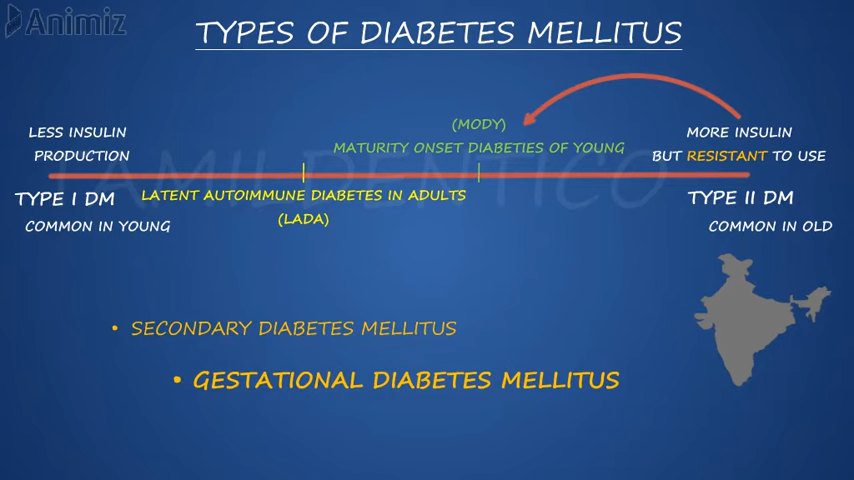 Animiz
TYPES OF DIABETES MELLITUS
(MODY)
MATURITY ONSET DIABETIES OF YOUNG
LESS INSULIN
PRODUCTION
MORE INSULIN
BUT RESISTANT TO USE
TAMILDENTICO
TYPE I DM
COMMON IN YOUNG
LATENT AUTOIMMUNE DIABETES IN ADULTS
(LADA)
TYPE II DM
COMMON IN OLD
• SECONDARY DIABETES MELLITUS
• GESTATIONAL DIABETES MELLITUS